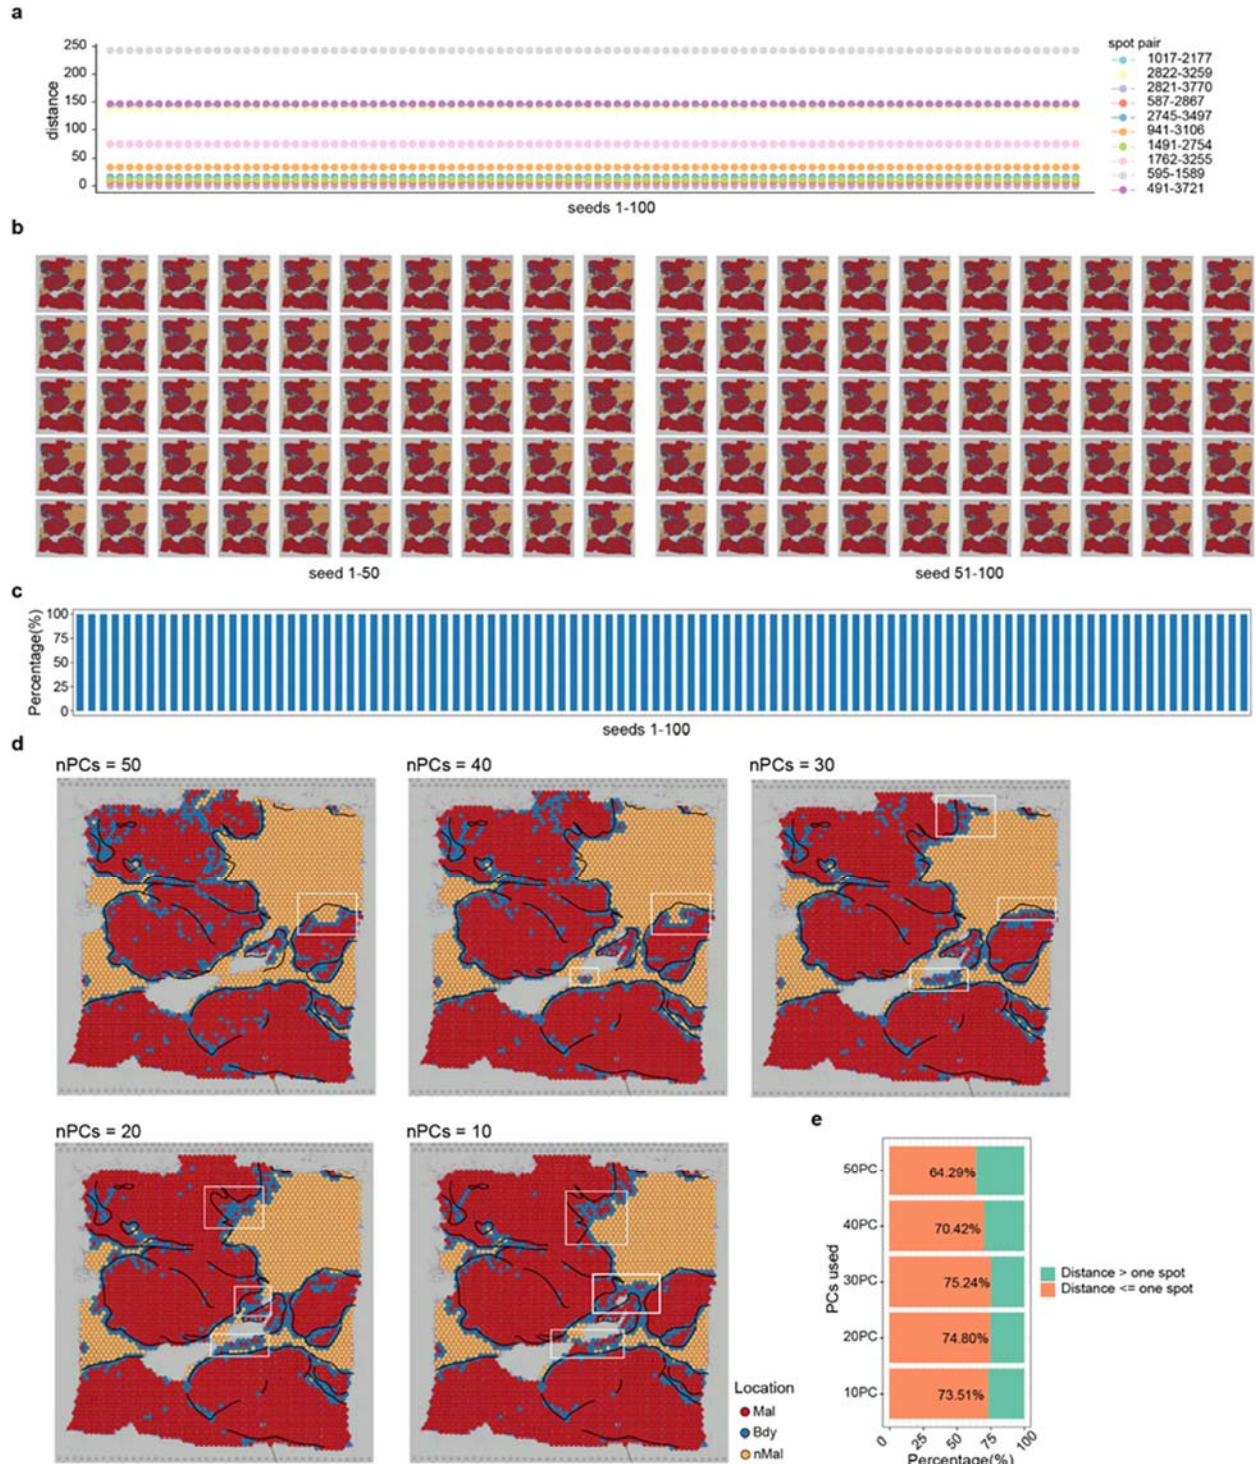 a
250
200
150
100
50
0
distance
seeds 1-100
spot pair
1017-2177
2822-3259
2821-3770
587-2867
2745-3497
941-3106
1491-2754
1762-3255
595-1589
491-3721
b
seed 1-50
seed 51-100
c
100
75
50
25
0
Percentage(%)
seeds 1-100
d
nPCs = 50
nPCs = 40
nPCs = 30
nPCs = 20
nPCs = 10
Location
Mal
Bdy
nMal
e
50PC
40PC
30PC
20PC
10PC
PCs used
64.29%
70.42%
75.24%
74.80%
73.51%
0
25
50
75
100
Percentage(%)
Distance > one spot
Distance <= one spot